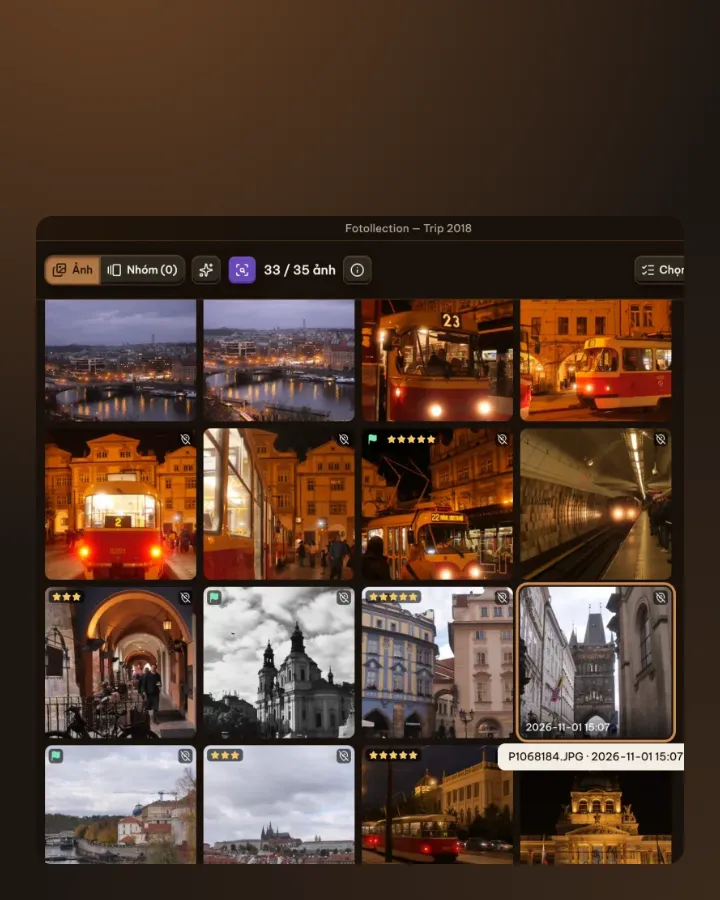 Fotollection — Trip 2018
Ảnh
Nhóm (0)
33 / 35 ảnh
Chọn
23
2
22
2026-11-01 15:07
P1068184.JPG · 2026-11-01 15:07